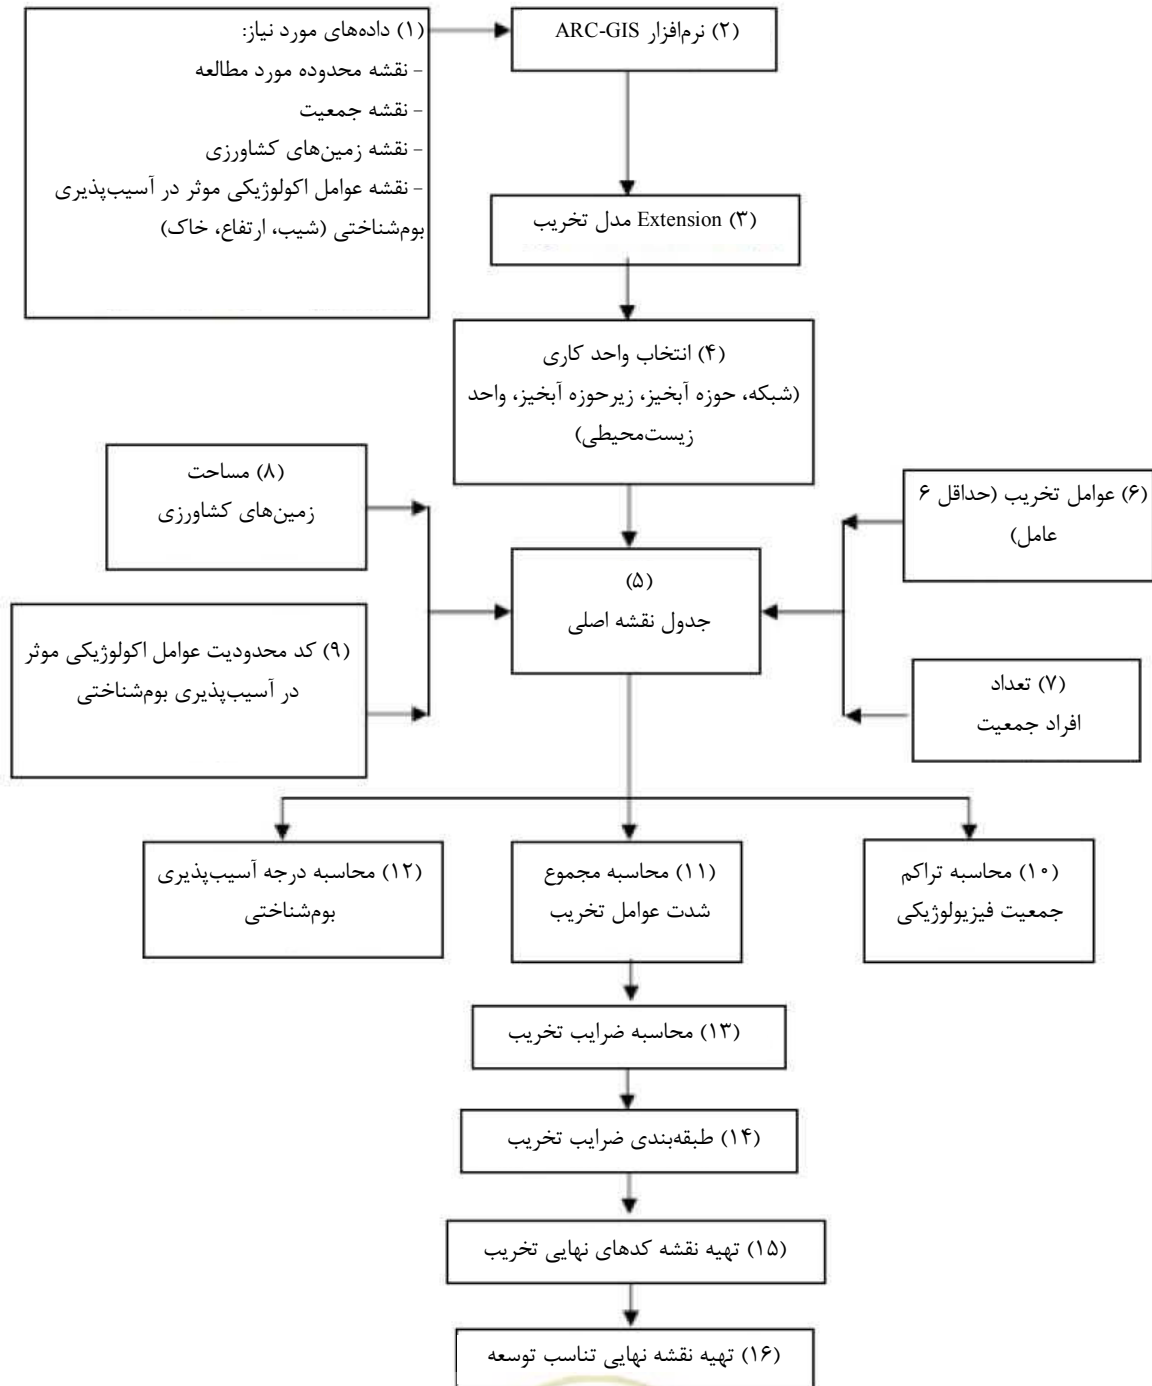 (۱) داده‌های مورد نیاز:
- نقشه محدوده مورد مطالعه
- نقشه جمعیت
- نقشه زمین‌های کشاورزی
- نقشه عوامل اکولوژیکی موثر در آسیب‌پذیری
بوم‌شناختی (شیب، ارتفاع، خاک)
(۲) نرم‌افزار ARC-GIS
(۳) Extension مدل تخریب
(۴) انتخاب واحد کاری
(شبکه، حوزه آبخیز، زیرحوزه آبخیز، واحد
زیست‌محیطی)
(۵)
جدول نقشه اصلی
(۶) عوامل تخریب (حداقل ۶
عامل)
(۷) تعداد
افراد جمعیت
(۸) مساحت
زمین‌های کشاورزی
(۹) کد محدودیت عوامل اکولوژیکی موثر
در آسیب‌پذیری بوم‌شناختی
(۱۰) محاسبه تراکم
جمعیت فیزیولوژیکی
(۱۱) محاسبه مجموع
شدت عوامل تخریب
(۱۲) محاسبه درجه آسیب‌پذیری
بوم‌شناختی
(۱۳) محاسبه ضرایب تخریب
(۱۴) طبقه‌بندی ضرایب تخریب
(۱۵) تهیه نقشه کدهای نهایی تخریب
(۱۶) تهیه نقشه نهایی تناسب توسعه